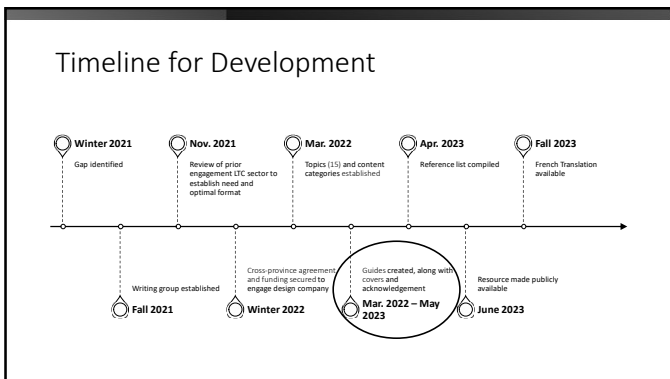 Timeline for Development
Winter 2021
Gap identified
Nov. 2021
Review of prior
engagement LTC sector to
establish need and
optimal format
Mar. 2022
Topics (15) and content
categories established
Apr. 2023
Reference list compiled
Fall 2023
French Translation
available
Writing group established
Fall 2021
Cross-province agreement
and funding secured to
engage design company
Winter 2022
Guides created, along with
covers and
acknowledgement
Mar. 2022 – May
2023
Resource made publicly
available
June 2023